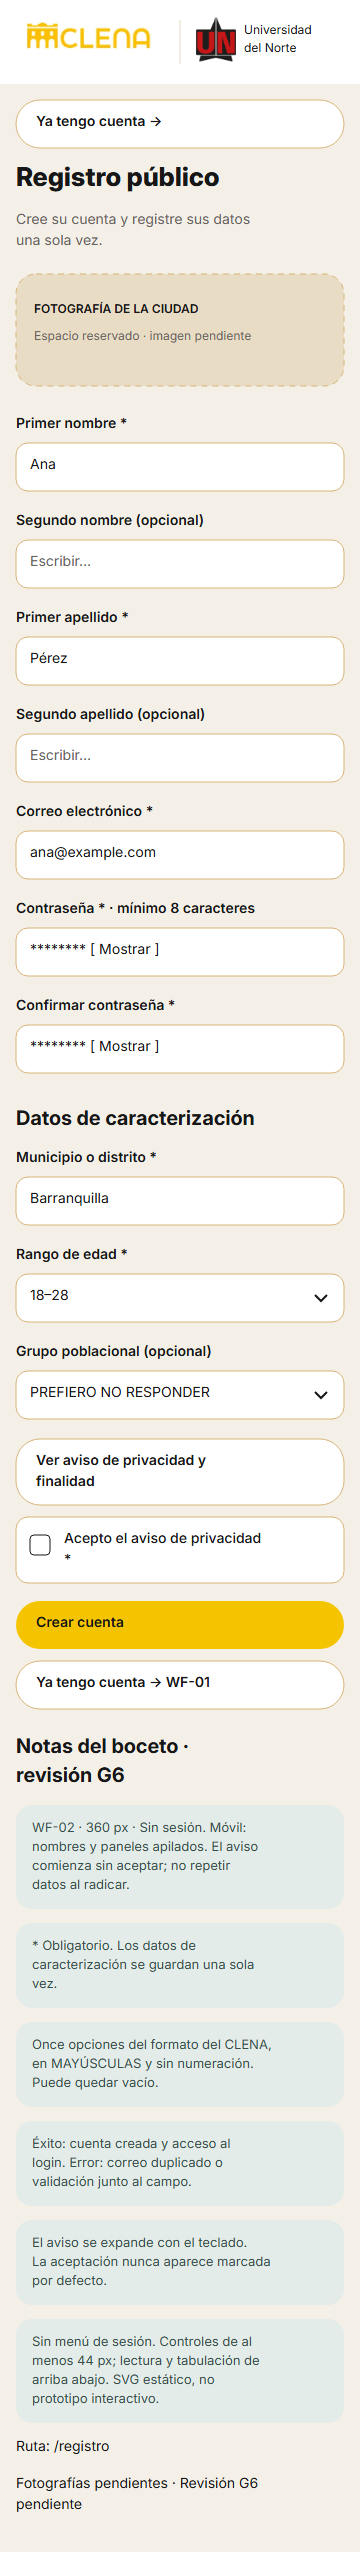 CLENA
UN
Universidad
del Norte
Ya tengo cuenta →
Registro público
Cree su cuenta y registre sus datos
una sola vez.
FOTOGRAFÍA DE LA CIUDAD
Espacio reservado · imagen pendiente
Primer nombre *
Ana
Segundo nombre (opcional)
Escribir...
Primer apellido *
Pérez
Segundo apellido (opcional)
Escribir...
Correo electrónico *
ana@example.com
Contraseña * · mínimo 8 caracteres
******** [ Mostrar ]
Confirmar contraseña *
******** [ Mostrar ]
Datos de caracterización
Municipio o distrito *
Barranquilla
Rango de edad *
18–28
Grupo poblacional (opcional)
PREFIERO NO RESPONDER
Ver aviso de privacidad y
finalidad
Acepto el aviso de privacidad
*
Crear cuenta
Ya tengo cuenta → WF-01
Notas del boceto ·
revisión G6
WF-02 · 360 px · Sin sesión. Móvil:
nombres y paneles apilados. El aviso
comienza sin aceptar; no repetir
datos al radicar.
* Obligatorio. Los datos de
caracterización se guardan una sola
vez.
Once opciones del formato del CLENA,
en MAYÚSCULAS y sin numeración.
Puede quedar vacío.
Éxito: cuenta creada y acceso al
login. Error: correo duplicado o
validación junto al campo.
El aviso se expande con el teclado.
La aceptación nunca aparece marcada
por defecto.
Sin menú de sesión. Controles de al
menos 44 px; lectura y tabulación de
arriba abajo. SVG estático, no
prototipo interactivo.
Ruta: /registro
Fotografías pendientes · Revisión G6
pendiente